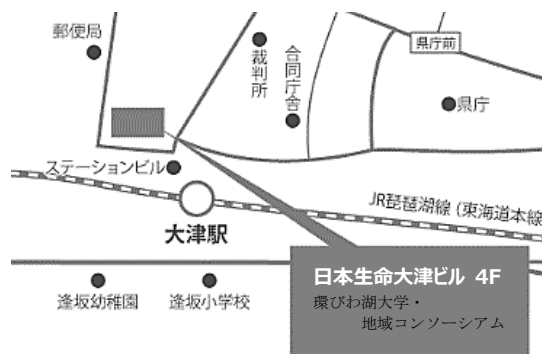 郵便局
裁判所
合同庁舎
県庁前
県庁
ステーションビル
JR琵琶湖線（東海道本線
大津駅
日本生命大津ビル 4F
環びわ湖大学・
地域コンソーシアム
逢坂幼稚園
逢坂小学校